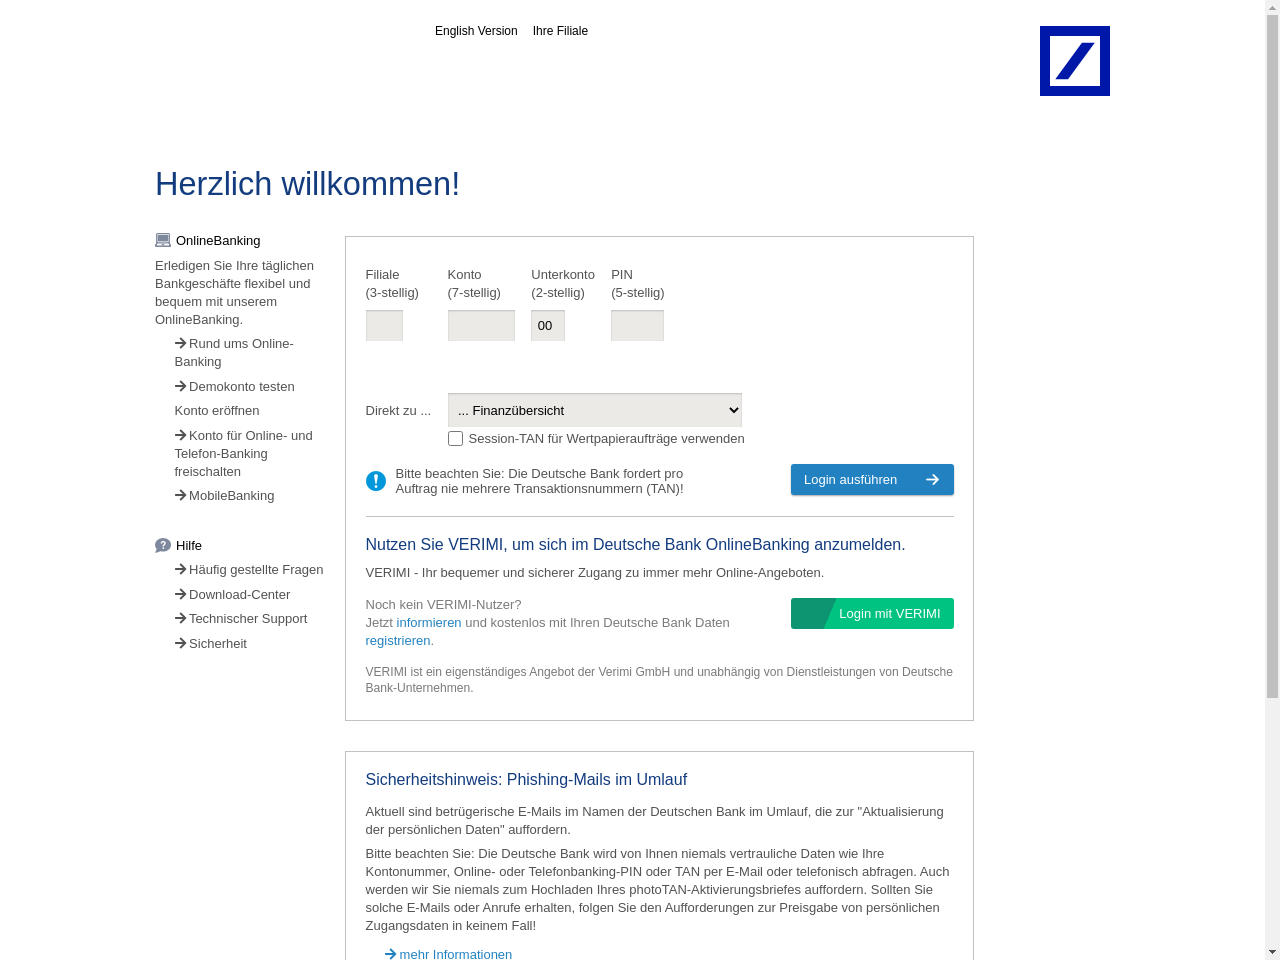 English Version Ihre Filiale
Herzlich willkommen!
OnlineBanking
Erledigen Sie Ihre täglichen
Bankgeschäfte flexibel und
bequem mit unserem
OnlineBanking.
Rund ums Online-
Banking
Demokonto testen
Konto eröffnen
Konto für Online- und
Telefon-Banking
freischalten
MobileBanking
Hilfe
Häufig gestellte Fragen
Download-Center
Technischer Support
Sicherheit
Filiale Konto Unterkonto PIN
(3-stellig) (7-stellig) (2-stellig) (5-stellig)
00
Direkt zu ... ... Finanzübersicht
Session-TAN für Wertpapieraufträge verwenden
Bitte beachten Sie: Die Deutsche Bank fordert pro
Auftrag nie mehrere Transaktionsnummern (TAN)!
Login ausführen
Nutzen Sie VERIMI, um sich im Deutsche Bank OnlineBanking anzumelden.
VERIMI - Ihr bequemer und sicherer Zugang zu immer mehr Online-Angeboten.
Noch kein VERIMI-Nutzer?
Jetzt informieren und kostenlos mit Ihren Deutsche Bank Daten
registrieren.
Login mit VERIMI
VERIMI ist ein eigenständiges Angebot der Verimi GmbH und unabhängig von Dienstleistungen von Deutsche
Bank-Unternehmen.
Sicherheitshinweis: Phishing-Mails im Umlauf
Aktuell sind betrügerische E-Mails im Namen der Deutschen Bank im Umlauf, die zur "Aktualisierung
der persönlichen Daten" auffordern.
Bitte beachten Sie: Die Deutsche Bank wird von Ihnen niemals vertrauliche Daten wie Ihre
Kontonummer, Online- oder Telefonbanking-PIN oder TAN per E-Mail oder telefonisch abfragen. Auch
werden wir Sie niemals zum Hochladen Ihres photoTAN-Aktivierungsbriefes auffordern. Sollten Sie
solche E-Mails oder Anrufe erhalten, folgen Sie den Aufforderungen zur Preisgabe von persönlichen
Zugangsdaten in keinem Fall!
mehr Informationen